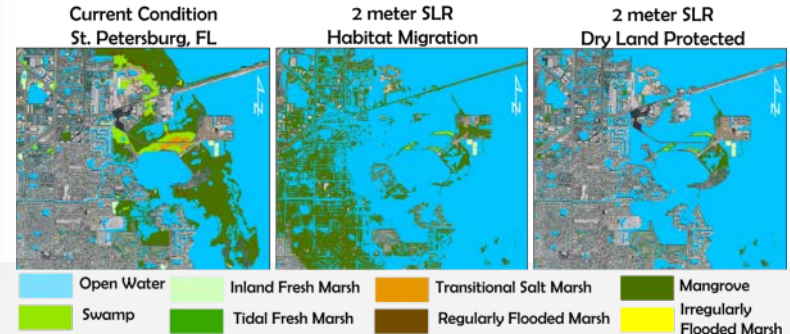 Current Condition
St. Petersburg, FL
2 meter SLR
Habitat Migration
2 meter SLR
Dry Land Protected
N
N
N
Open Water
Inland Fresh Marsh
Transitional Salt Marsh
Mangrove
Swamp
Tidal Fresh Marsh
Regularly Flooded Marsh
Irregularly
Flooded Marsh